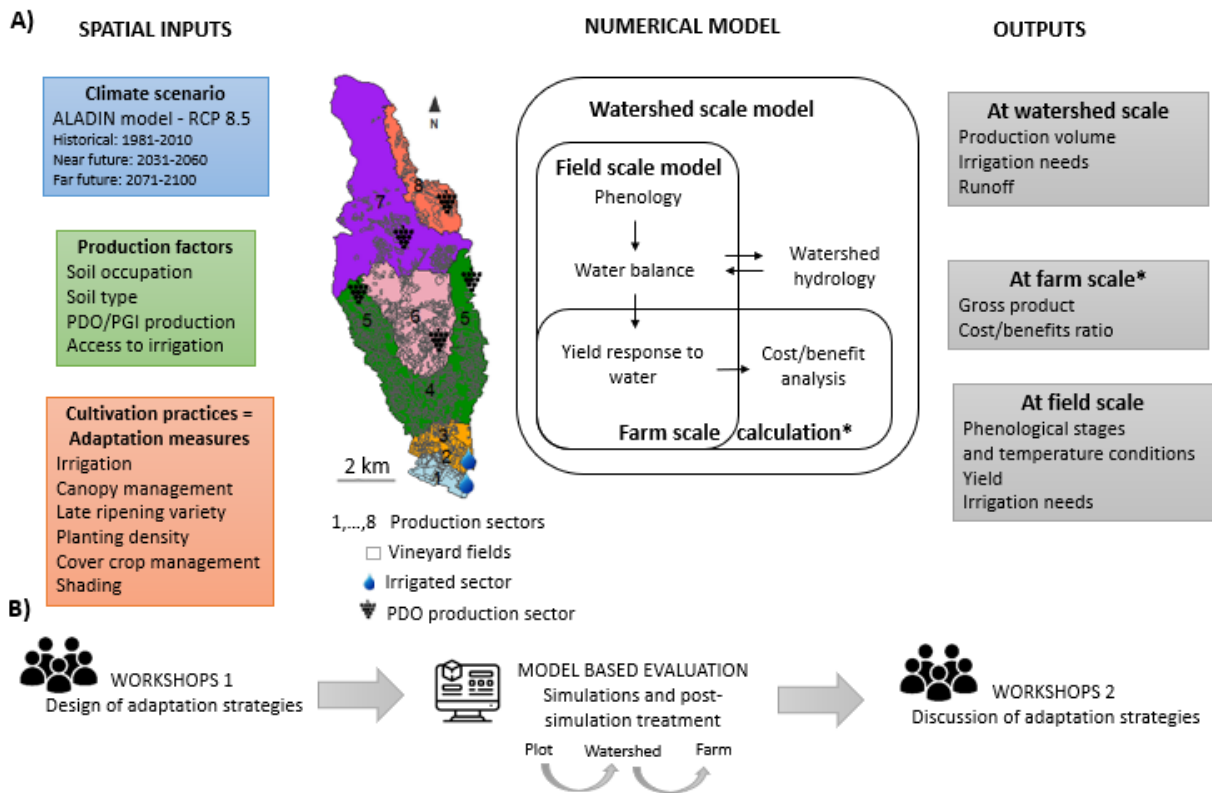 A)
SPATIAL INPUTS
NUMERICAL MODEL
OUTPUTS
Climate scenario
ALADIN model - RCP 8.5
Historical: 1981-2010
Near future: 2031-2060
Far future: 2071-2100
Production factors
Soil occupation
Soil type
PDO/PGI production
Access to irrigation
Cultivation practices =
Adaptation measures
Irrigation
Canopy management
Late ripening variety
Planting density
Cover crop management
Shading
N
8
7
5
6
5
4
3
2
1
2 km
1,...,8 Production sectors
Vineyard fields
Irrigated sector
PDO production sector
Watershed scale model
Field scale model
Phenology
Water balance
Watershed
hydrology
Yield response to
water
Cost/benefit
analysis
Farm scale calculation*
At watershed scale
Production volume
Irrigation needs
Runoff
At farm scale*
Gross product
Cost/benefits ratio
At field scale
Phenological stages
and temperature conditions
Yield
Irrigation needs
B)
WORKSHOPS 1
Design of adaptation strategies
MODEL BASED EVALUATION
Simulations and post-
simulation treatment
Plot Watershed Farm
WORKSHOPS 2
Discussion of adaptation strategies